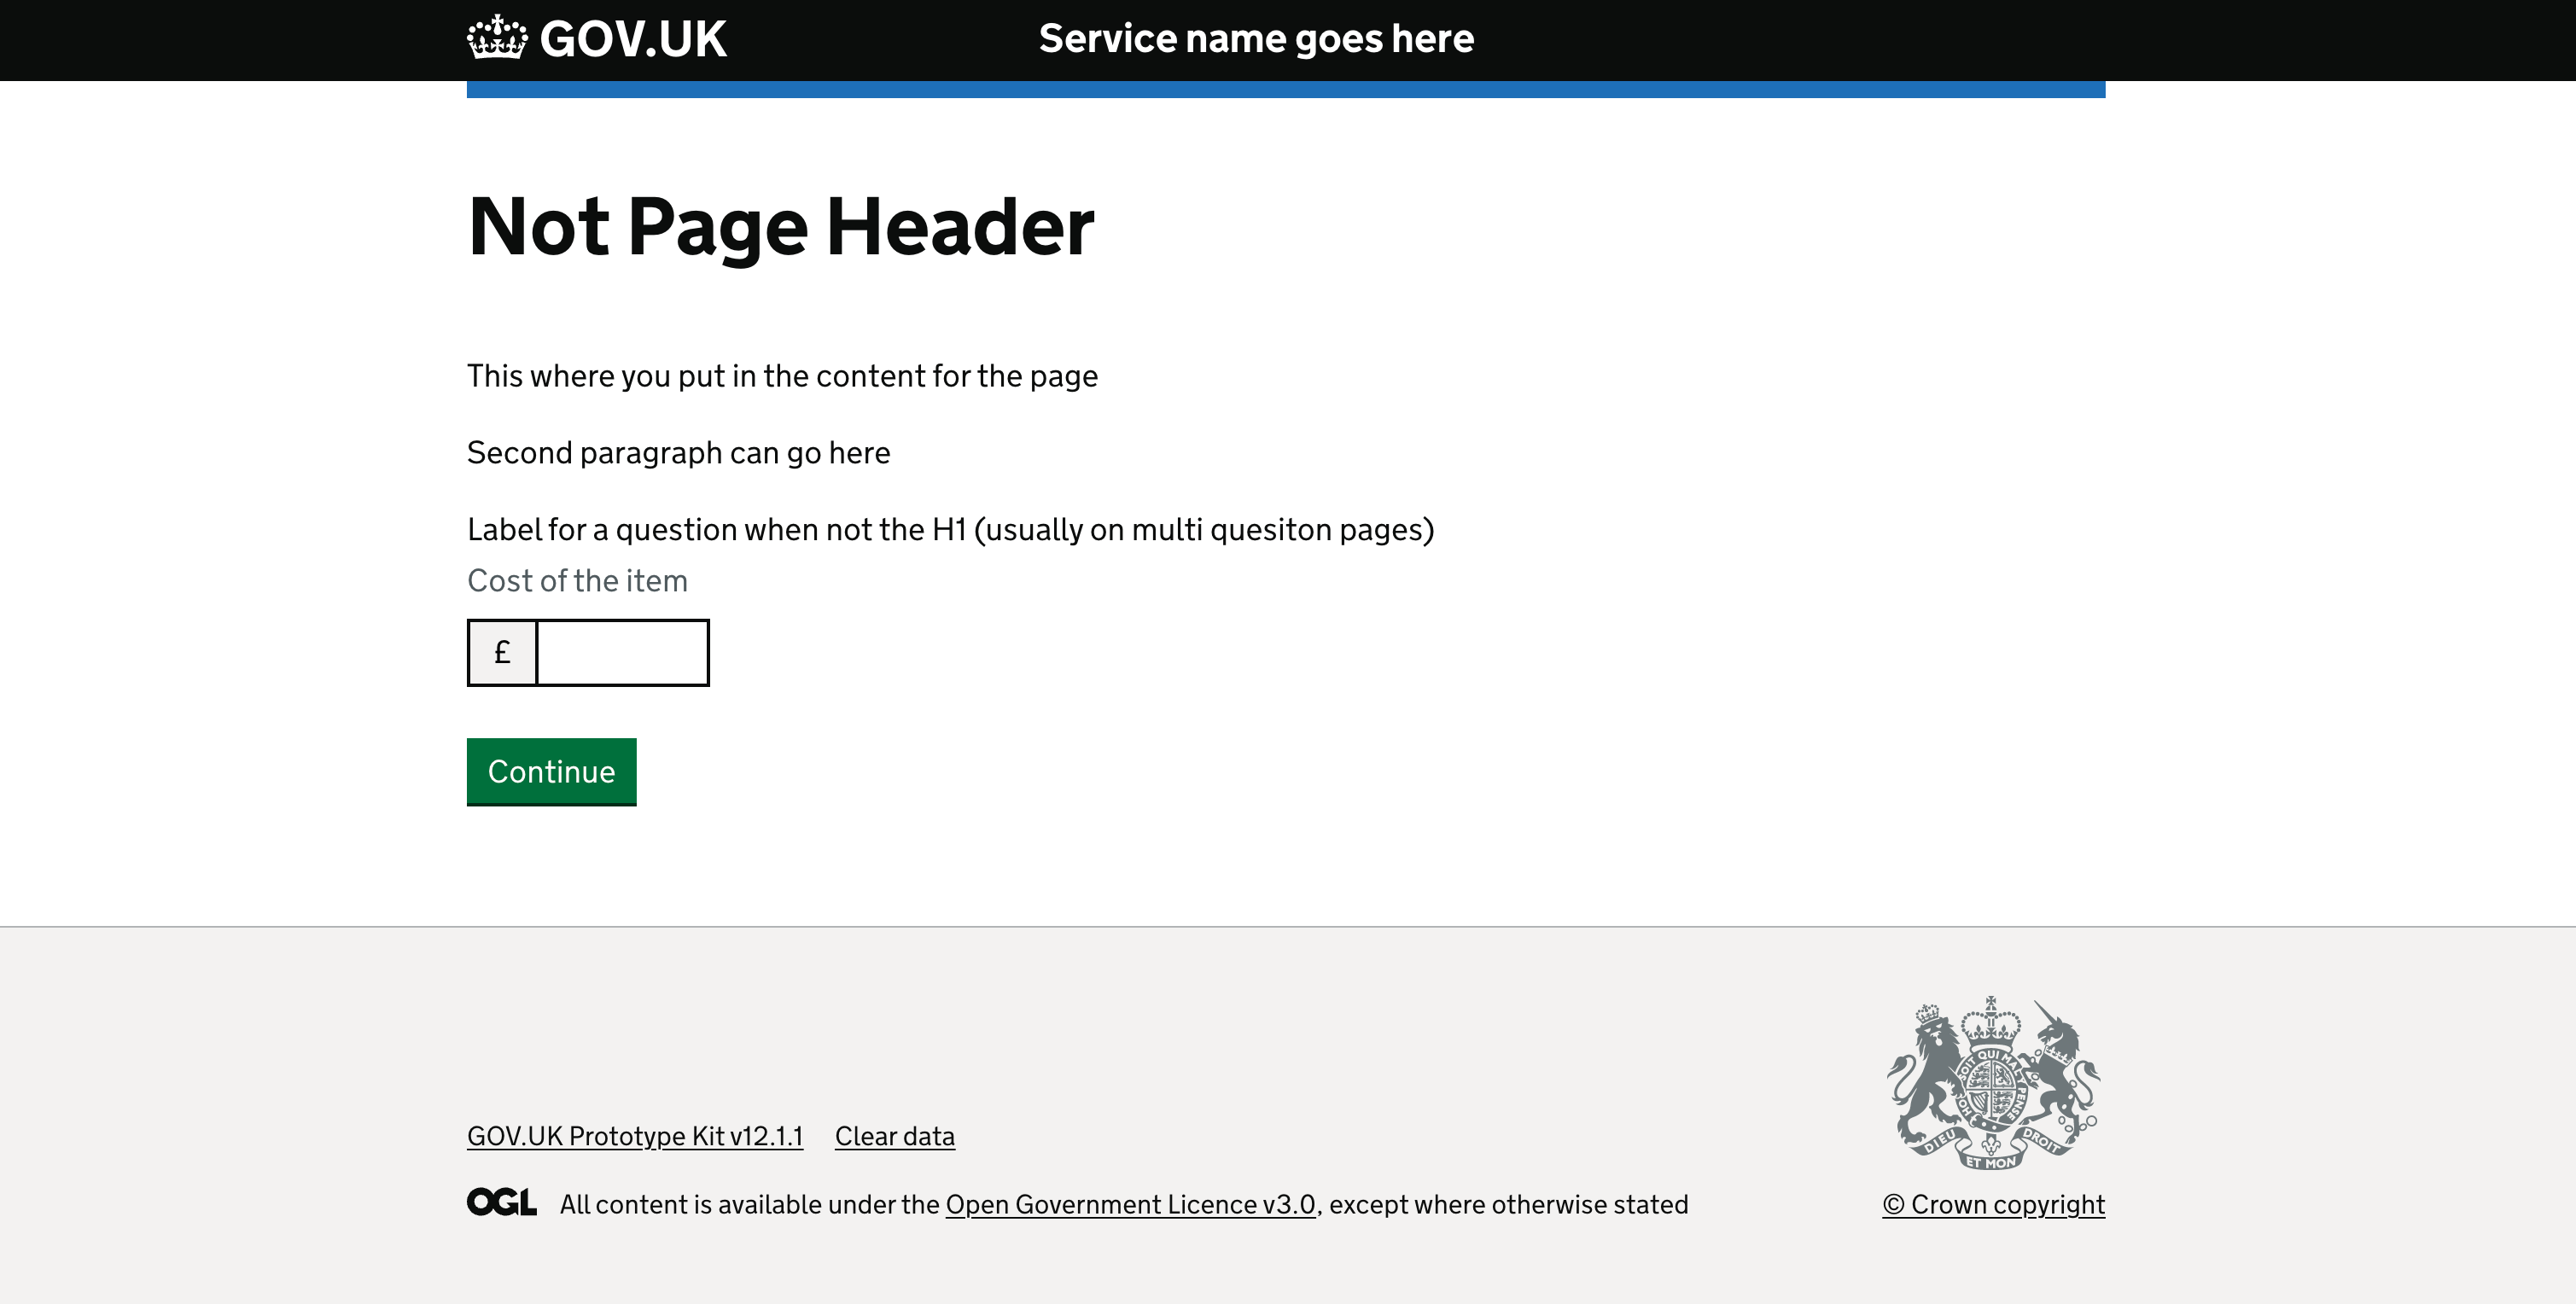 GOV.UK
Service name goes here
Not Page Header
This where you put in the content for the page
Second paragraph can go here
Label for a question when not the H1 (usually on multi quesiton pages)
Cost of the item
£
Continue
GOV.UK Prototype Kit v12.1.1 Clear data
OGL All content is available under the Open Government Licence v3.0, except where otherwise stated
SOIT QUI MAL
PENSE
HO
DIEU
ET MON
DROIT
© Crown copyright